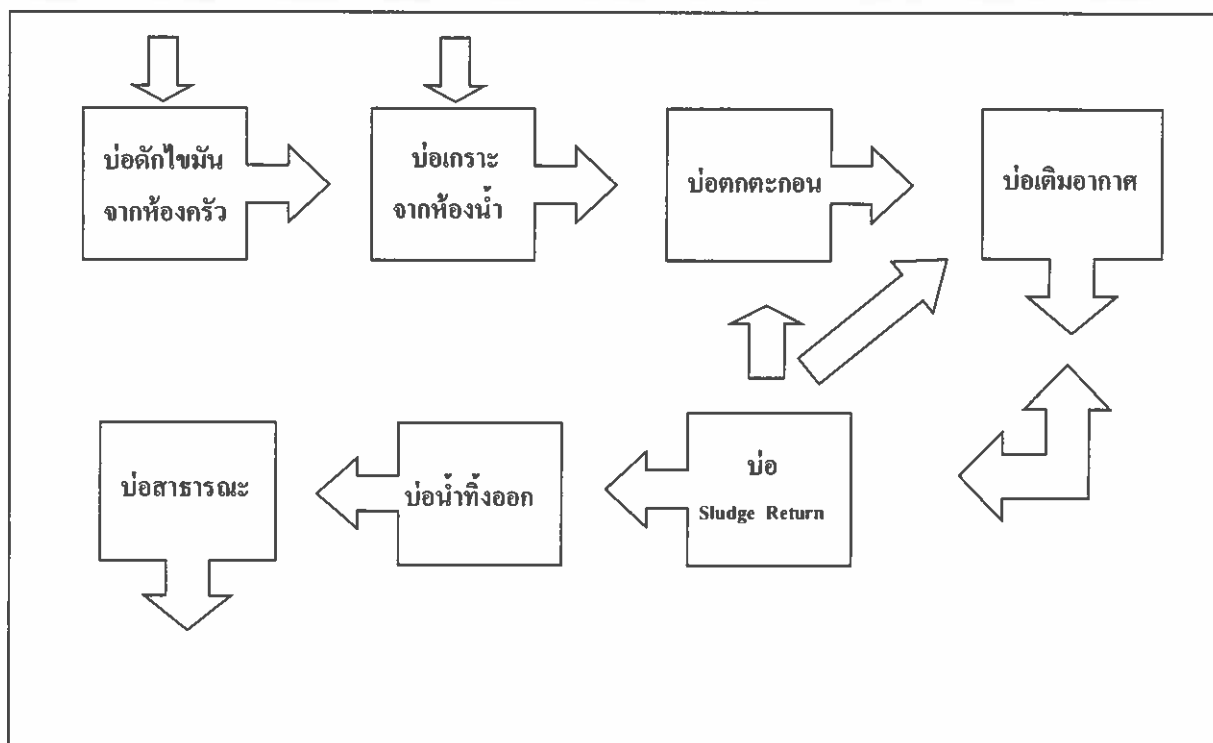 บ่อดักไขมัน
จากห้องครัว
บ่อเกราะ
จากห้องน้ำ
บ่อตกตะกอน
บ่อเติมอากาศ
บ่อสาธารณะ
บ่อน้ำทิ้งออก
บ่อ
Sludge Return